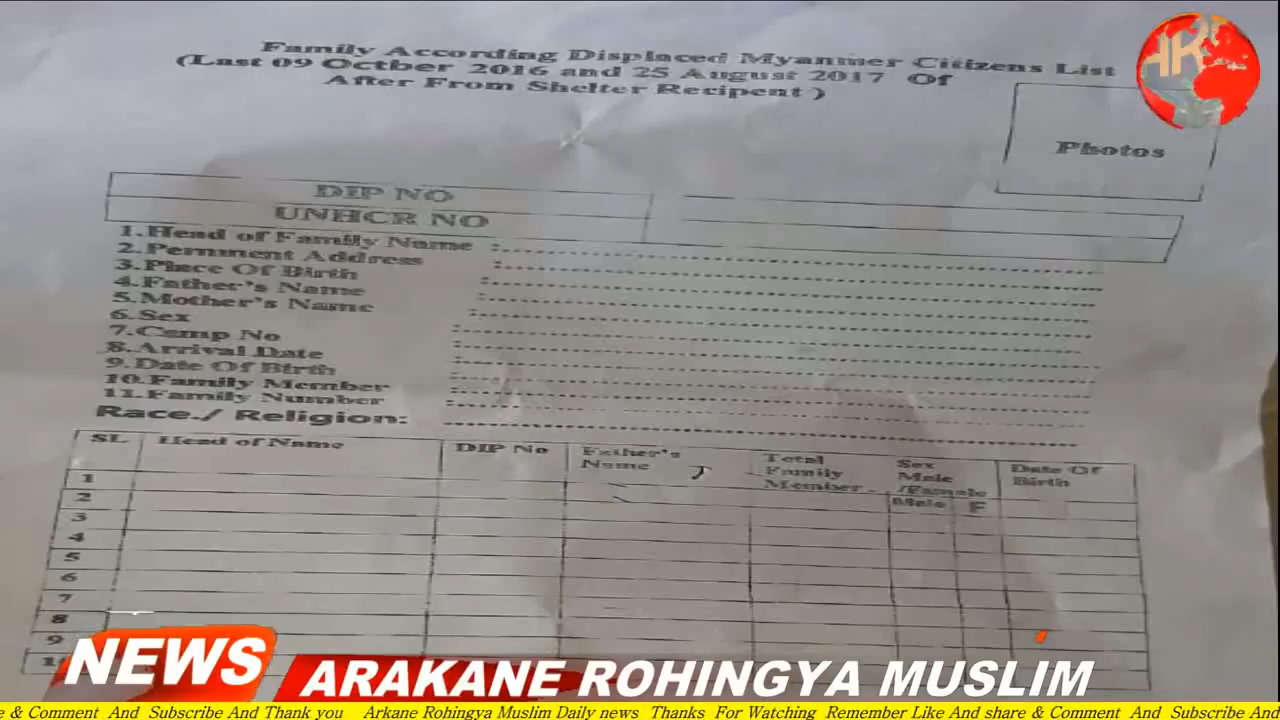 Family According Displaced Myanmer Citizens List
(Last 09 Octber 2016 and 25 August 2017 Of
After From Shelter Recipent)
Photos
DIP NO
UNHCR NO
1.Head of Family Name
2.Permnent Address
3.Place Of Birth
4.Father's Name
5.Mother's Name
6.Sex
7.Camp No
8.Arrival Date
9.Date Of Birth
10.Family Member
11.Family Number
Race./ Religion:
SL Head of Name DIP No Father's Name Total Family Member Sex Male /Famale Date Of Birth
Male F
1
2
3
4
5
6
7
8
9
NEWS
ARAKANE ROHINGYA MUSLIM
e & Comment And Subscribe And Thank you Arkane Rohingya Muslim Daily news Thanks For Watching Remember Like And share & Comment And Subscribe And